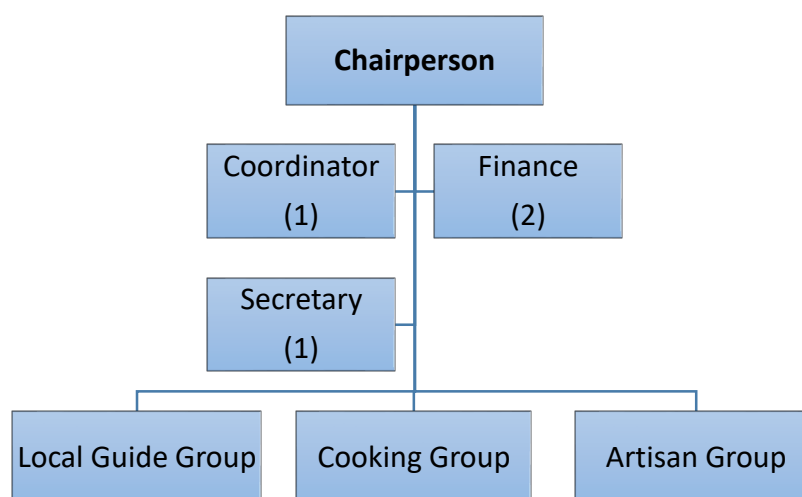 Chairperson
Coordinator
(1)
Finance
(2)
Secretary
(1)
Local Guide Group
Cooking Group
Artisan Group